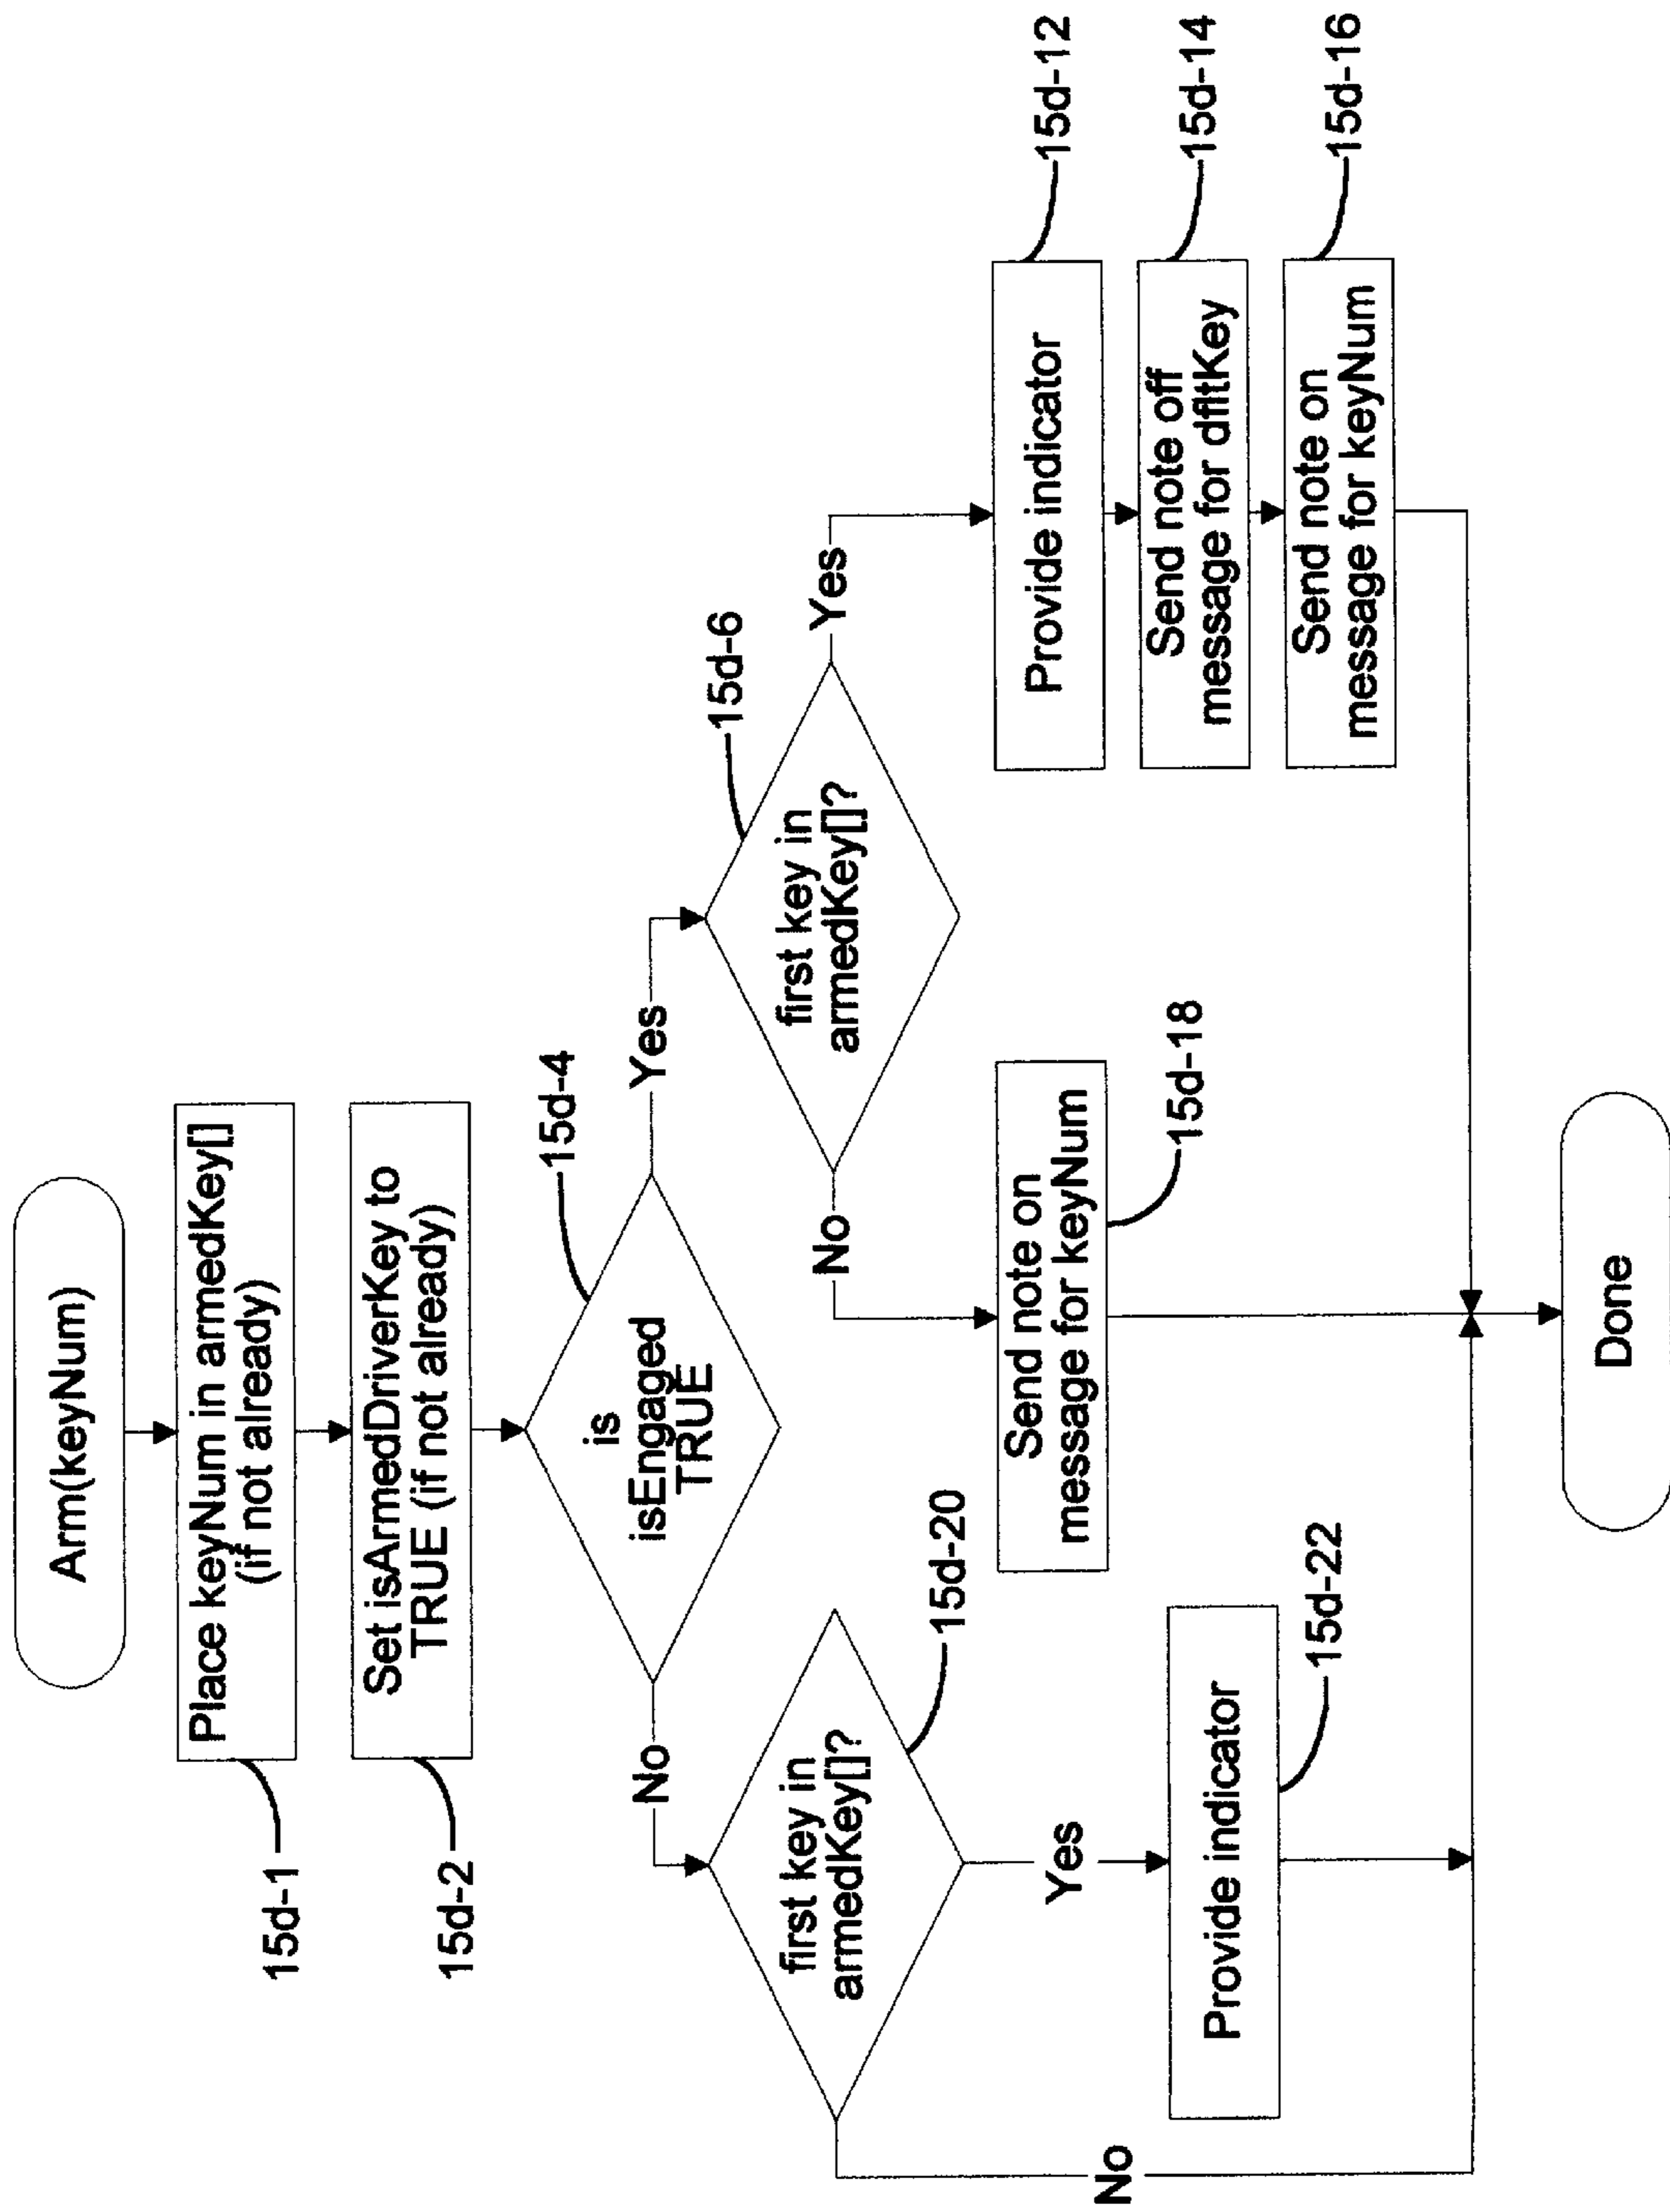 Arm(keyNum)
Place keyNum in armedKey[]
(if not already)
15d-1
Set isArmedDriverKey to
TRUE (if not already)
15d-2
is
isEngaged
TRUE
15d-4
No
Yes
first key in
armedKey[]?
15d-20
first key in
armedKey[]?
15d-6
No
Yes
No
Yes
Provide indicator
15d-22
Send note on
message for keyNum
15d-18
Provide indicator
15d-12
Send note off
message for dfltKey
15d-14
Send note on
message for keyNum
15d-16
Done